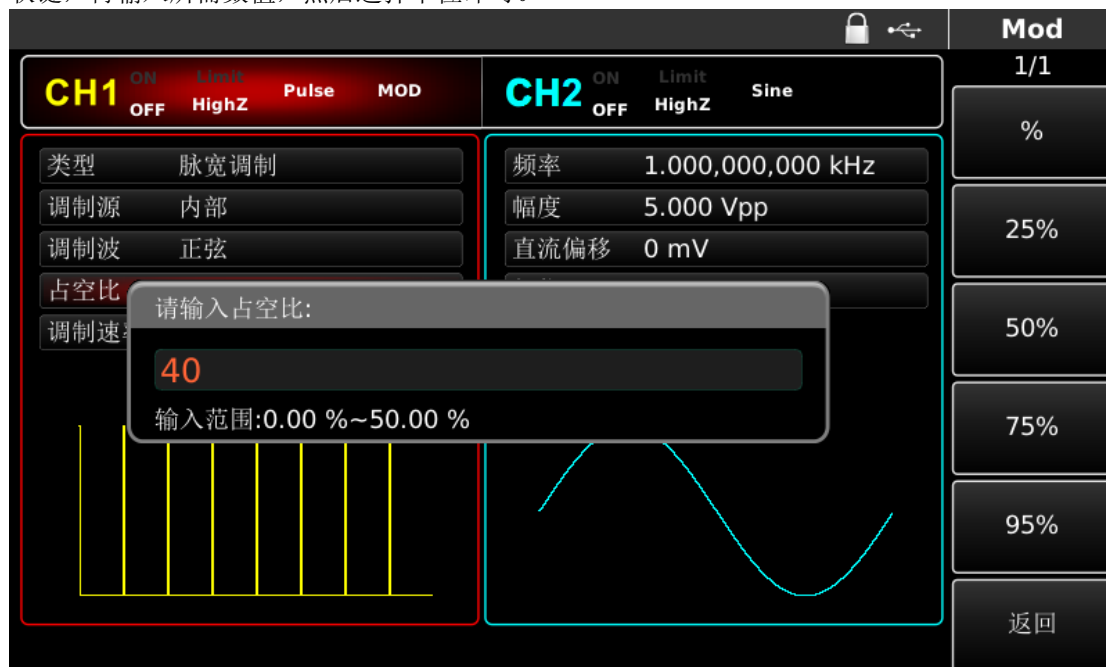 Mod
1/1
CH1 ON OFF Limit HighZ Pulse MOD
CH2 ON OFF Limit HighZ Sine
类型 脉宽调制
调制源 内部
调制波 正弦
占空比
调制速
频率 1.000,000,000 kHz
幅度 5.000 Vpp
直流偏移 0 mV
请输入占空比:
40
输入范围:0.00 %~50.00 %
%
25%
50%
75%
95%
返回